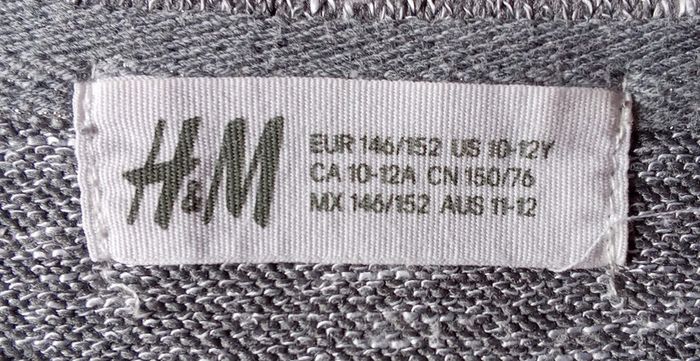 H&M
EUR 146/152 US 10-12Y
CA 10-12A CN 150/76
MX 146/152 AUS 11-12